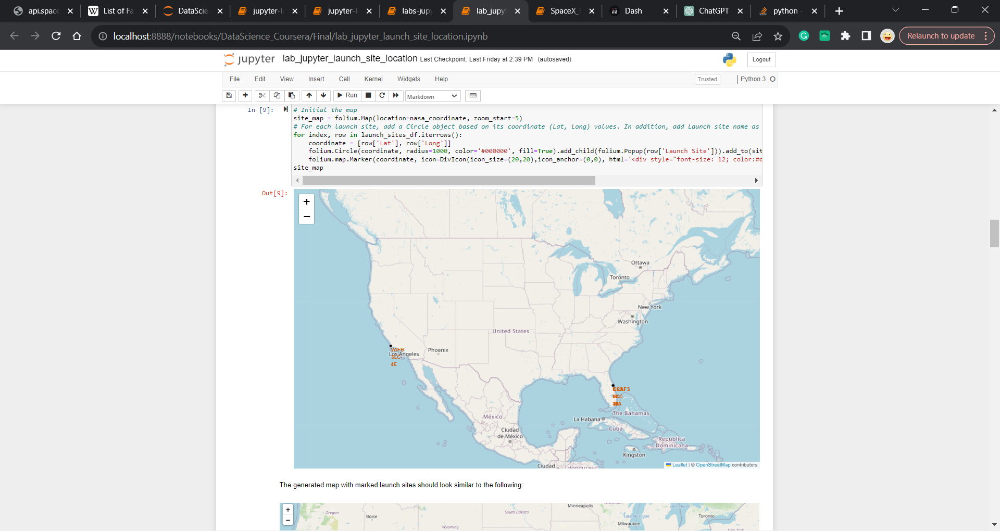 api.space
List of Fa
DataScie
jupyter-l
jupyter-l
labs-jupy
lab_jupyt
SpaceX_
Dash
ChatGPT
python -
localhost:8888/notebooks/DataScience_Coursera/Final/lab_jupyter_launch_site_location.ipynb
Relaunch to update
jupyter lab_jupyter_launch_site_location Last Checkpoint: Last Friday at 2:39 PM (autosaved)
Logout
File Edit View Insert Cell Kernel Widgets Help
Trusted
Python 3
Run
Markdown
In [9]:
# Initial the map
site_map = folium.Map(location=nasa_coordinate, zoom_start=5)
# For each launch site, add a Circle object based on its coordinate (Lat, Long) values. In addition, add Launch site name as
for index, row in launch_sites_df.iterrows():
coordinate = [row['Lat'], row['Long']]
folium.Circle(coordinate, radius=1000, color='#000000', fill=True).add_child(folium.Popup(row['Launch Site'])).add_to(sit
folium.map.Marker(coordinate, icon=DivIcon(icon_size=(20,20),icon_anchor=(0,0), html='<div style="font-size: 12; color:#d
site_map
Out[9]:
+
−
Ottawa
Toronto
New York
Washington
United States
VAFB
Los Angeles
SLC-
4E
Phoenix
The Bahamas
México
La Habana
Cuba
Ciudad
de México
República
Dominicana
Kingston
Ciudad
Honduras
Leaflet | © OpenStreetMap contributors
The generated map with marked launch sites should look similar to the following:
+
−
Oregon
Boise
Wyoming
South Dakota
Minneapolis
Lake Michigan
Milwaukee
Lake Huron
Toronto
New York